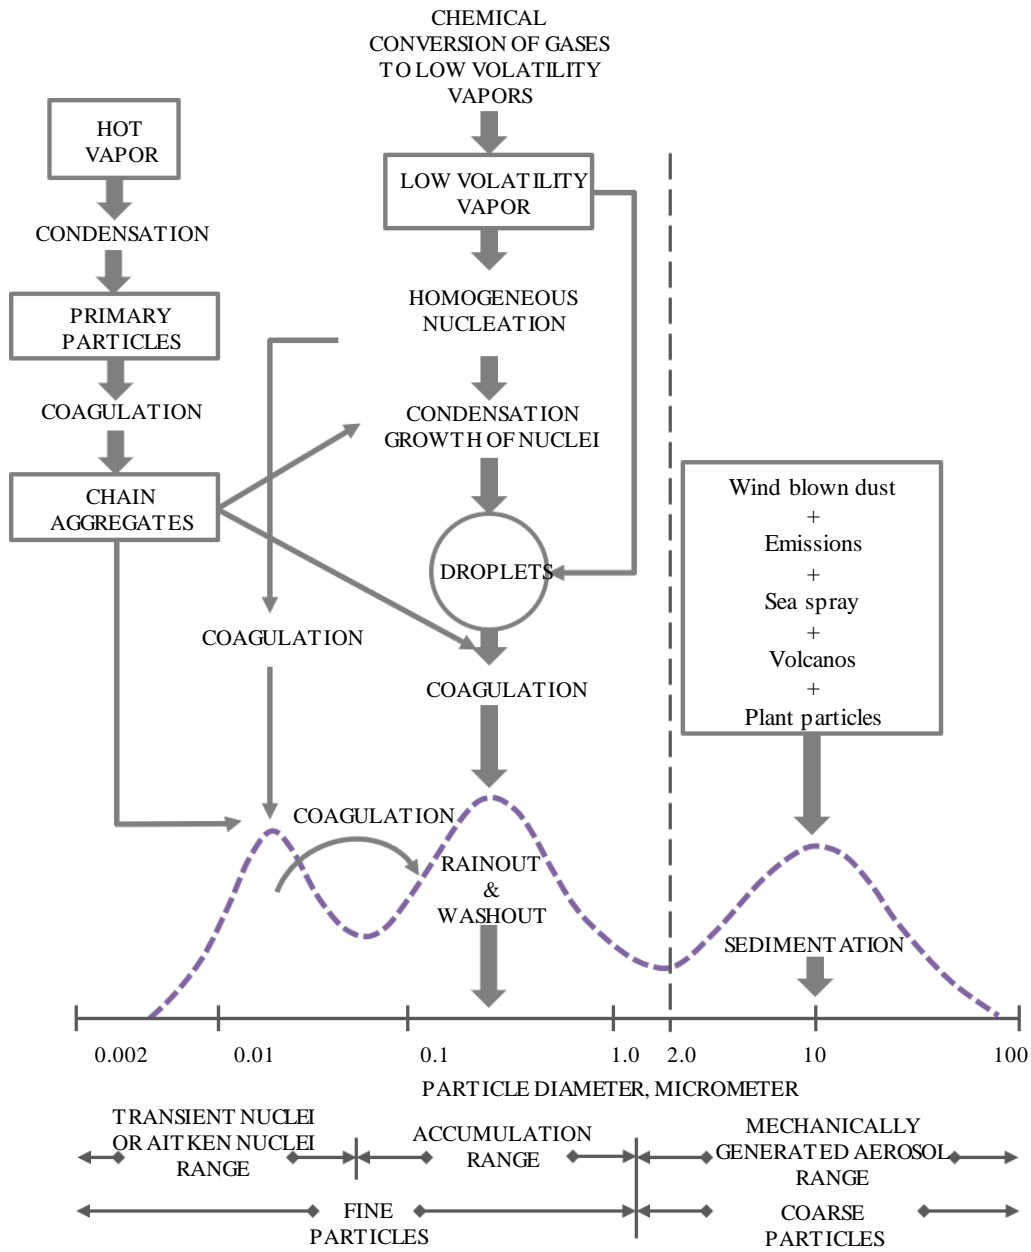 CHEMICAL
CONVERSION OF GASES
TO LOW VOLATILITY
VAPORS
HOT
VAPOR
LOW VOLATILITY
VAPOR
CONDENSATION
HOMOGENEOUS
NUCLEATION
PRIMARY
PARTICLES
COAGULATION
CONDENSATION
GROWTH OF NUCLEI
CHAIN
AGGREGATES
Wind blown dust
+
Emissions
+
Sea spray
+
Volcanos
+
Plant particles
DROPLETS
COAGULATION
COAGULATION
COAGULATION
RAINOUT
&
WASHOUT
SEDIMENTATION
0.002 0.01 0.1 1.0 2.0 10 100
PARTICLE DIAMETER, MICROMETER
TRANSIENT NUCLEI
OR AITKEN NUCLEI
RANGE
ACCUMULATION
RANGE
MECHANICALLY
GENERATED AEROSOL
RANGE
FINE
PARTICLES
COARSE
PARTICLES